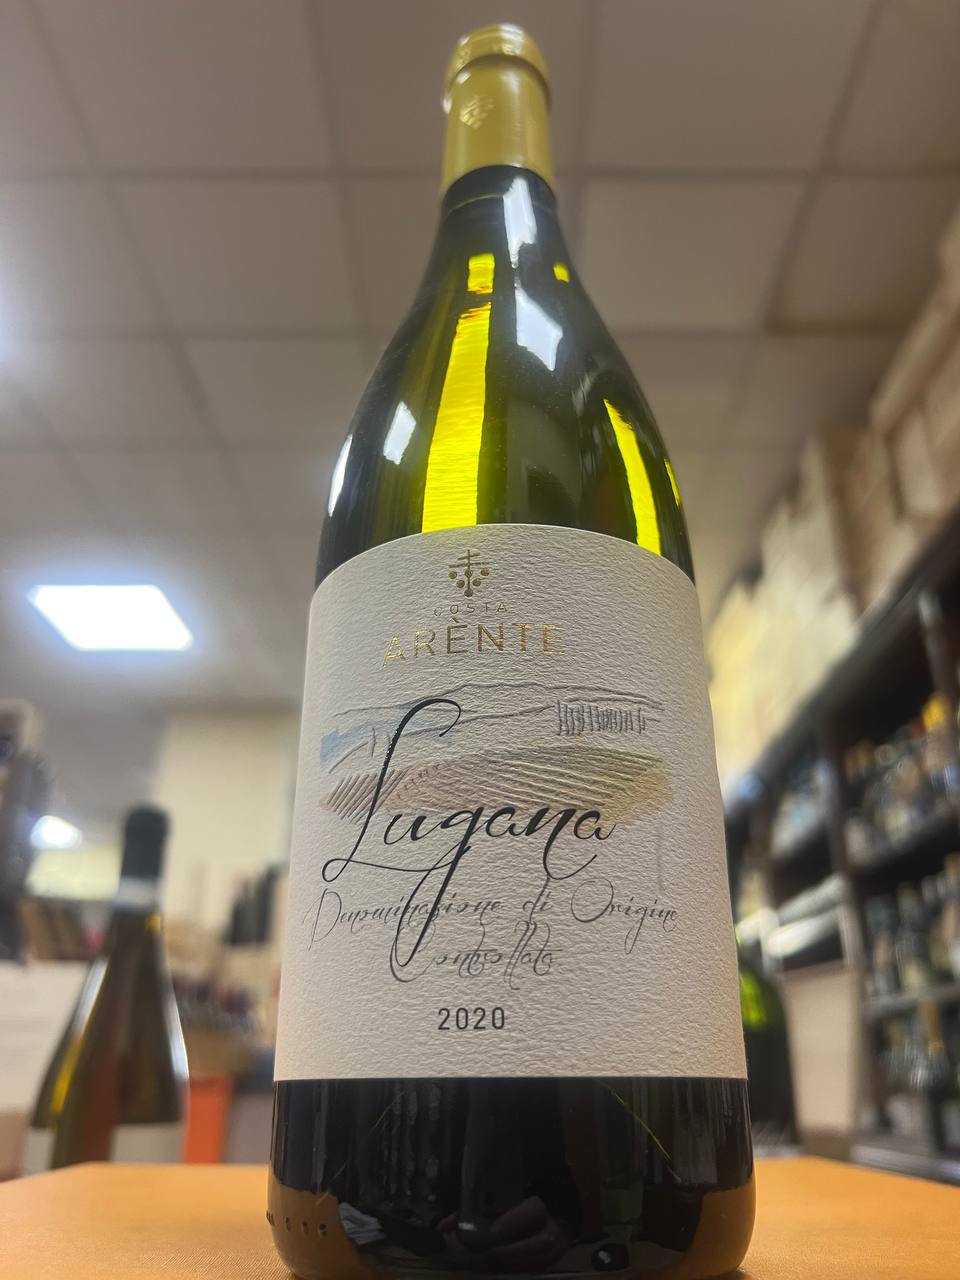 COSTA
ARÈNTE
Lugana
Denominazione di Origine
Controllata
2020